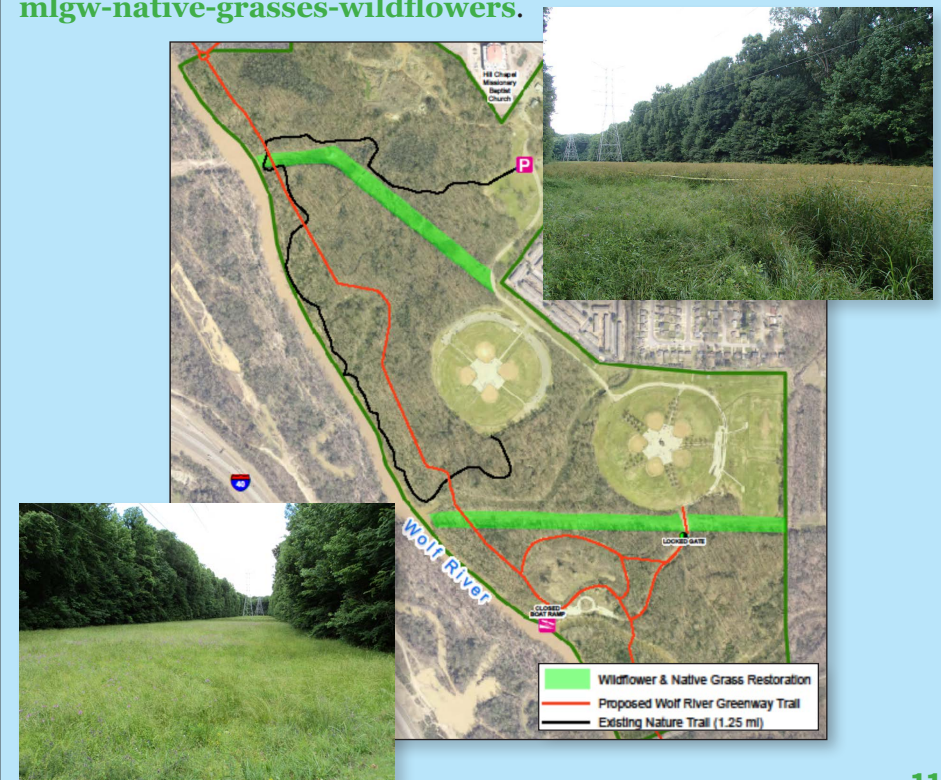 mlgw-native-grasses-wildflowers.
Hill Chapel
Missionary
Baptist
Church
P
40
Wolf River
LOCKED GATE
CLOSED
BOAT RAMP
Wildflower & Native Grass Restoration
Proposed Wolf River Greenway Trail
Existing Nature Trail (1.25 mi)
11